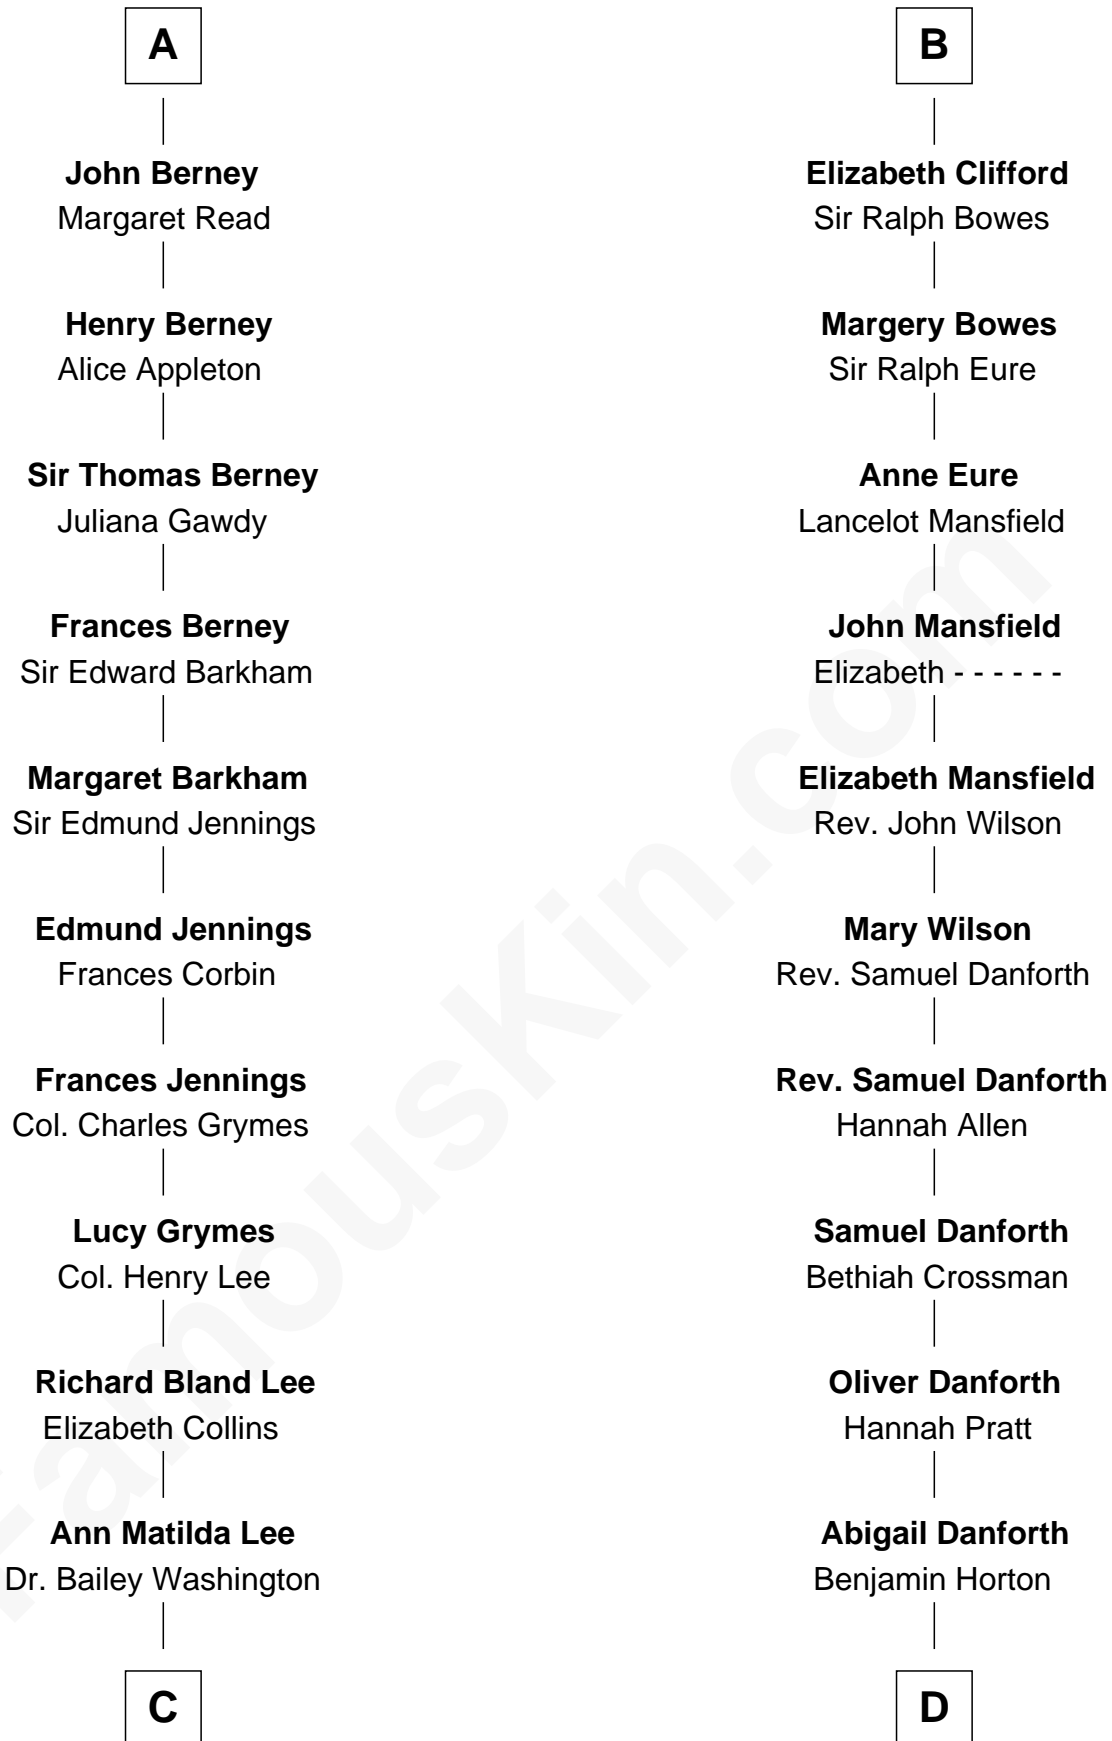 A
John Berney
Margaret Read
Henry Berney
Alice Appleton
Sir Thomas Berney
Juliana Gawdy
Frances Berney
Sir Edward Barkham
Margaret Barkham
Sir Edmund Jennings
Edmund Jennings
Frances Corbin
Frances Jennings
Col. Charles Grymes
Lucy Grymes
Col. Henry Lee
Richard Bland Lee
Elizabeth Collins
Ann Matilda Lee
Dr. Bailey Washington
C
B
Elizabeth Clifford
Sir Ralph Bowes
Margery Bowes
Sir Ralph Eure
Anne Eure
Lancelot Mansfield
John Mansfield
Elizabeth - - - - - -
Elizabeth Mansfield
Rev. John Wilson
Mary Wilson
Rev. Samuel Danforth
Rev. Samuel Danforth
Hannah Allen
Samuel Danforth
Bethiah Crossman
Oliver Danforth
Hannah Pratt
Abigail Danforth
Benjamin Horton
D
FamousKin.com